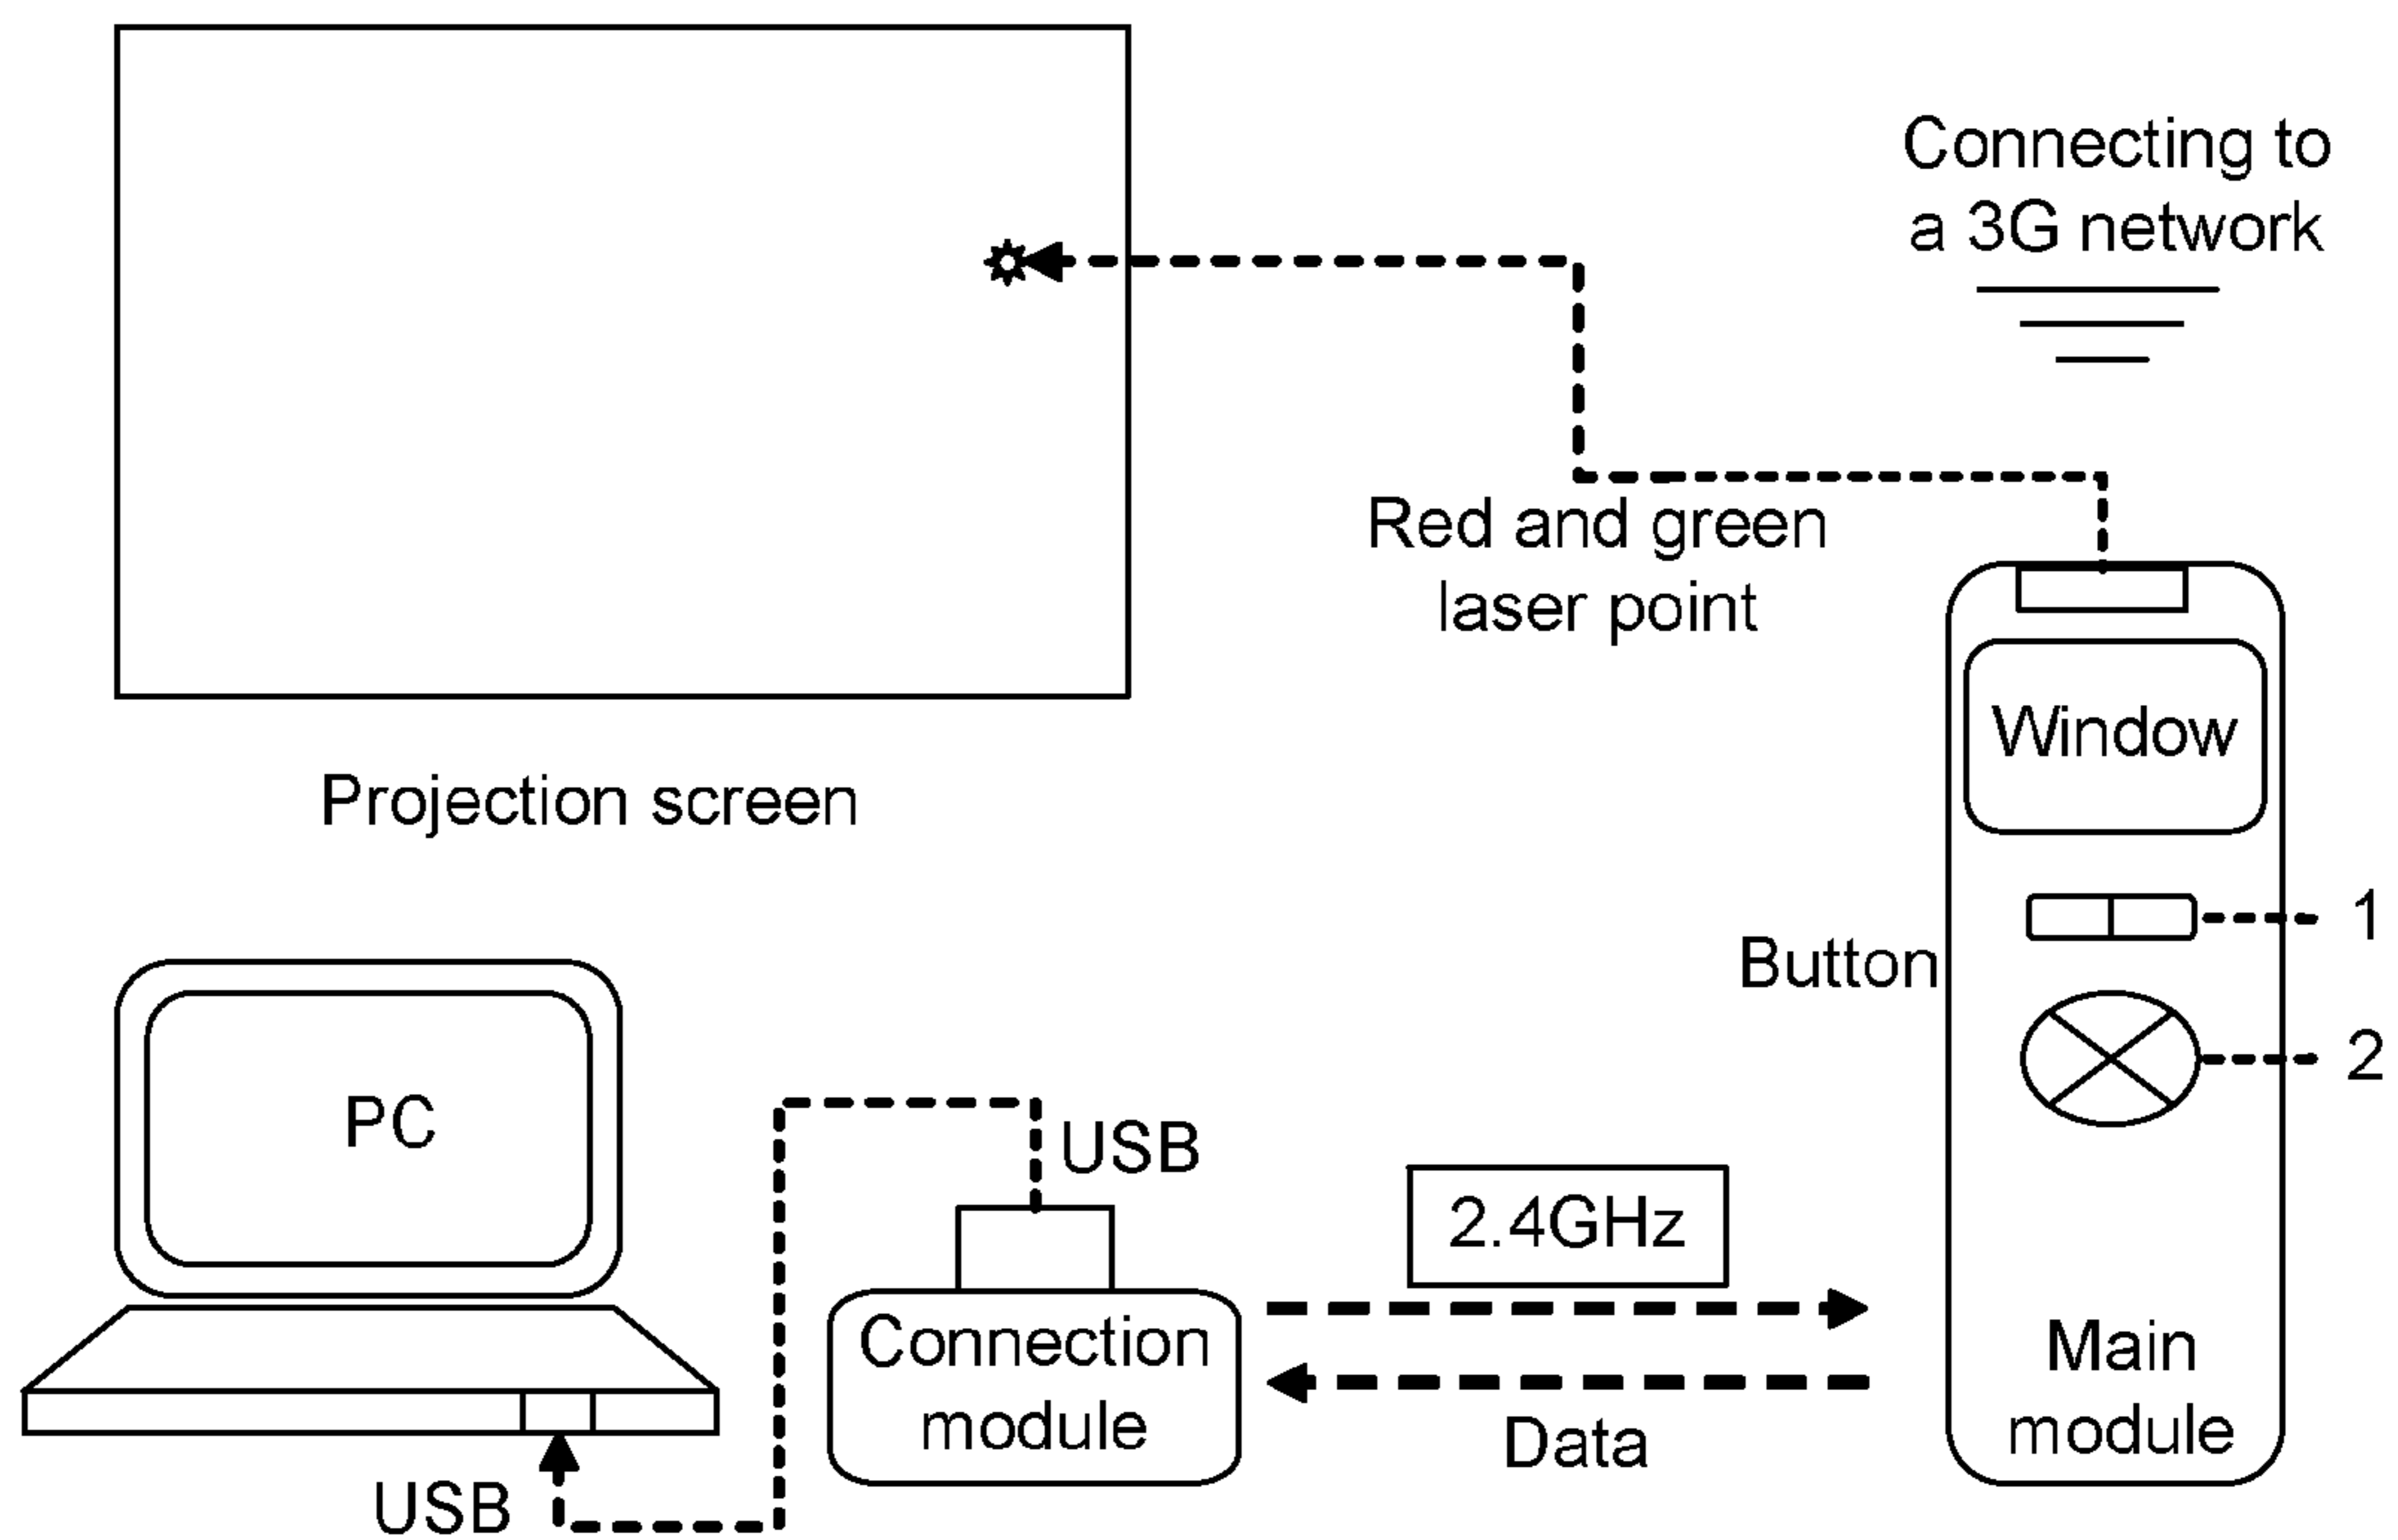 Connecting to
a 3G network
Red and green
laser point
Window
Projection screen
1
Button
2
PC
USB
2.4GHz
Connection
module
Main
module
Data
USB